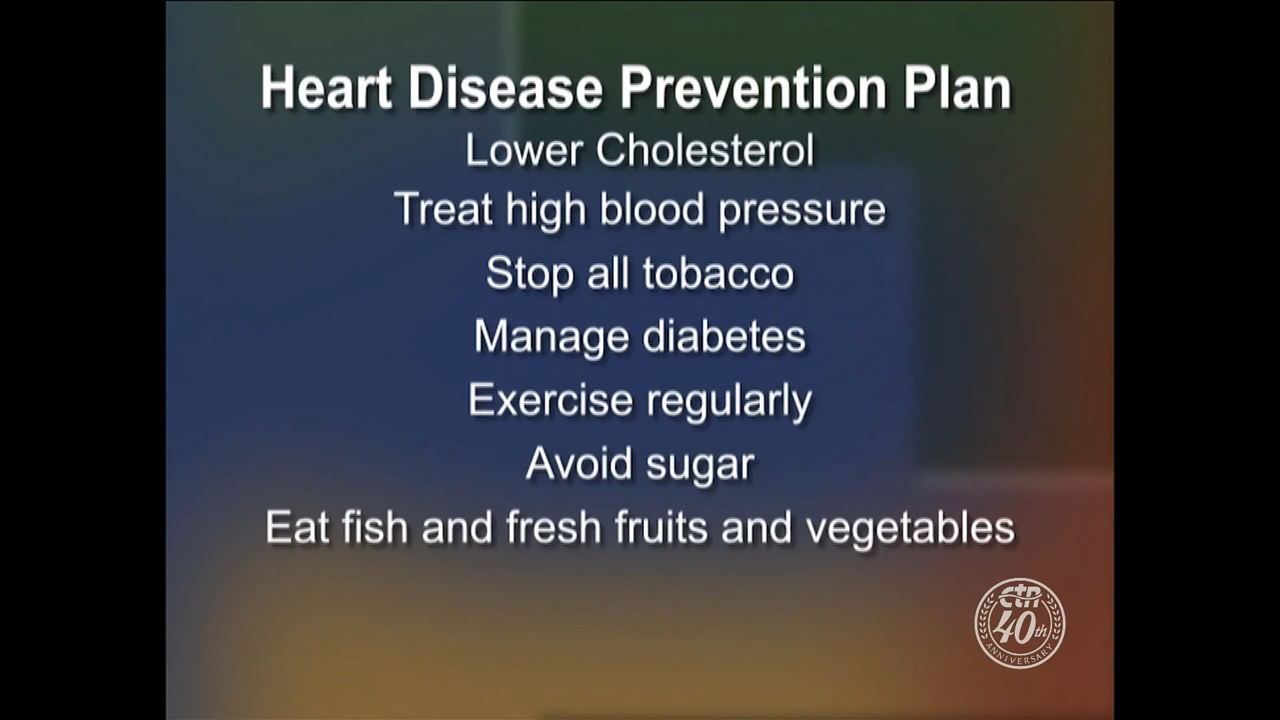 Heart Disease Prevention Plan
Lower Cholesterol
Treat high blood pressure
Stop all tobacco
Manage diabetes
Exercise regularly
Avoid sugar
Eat fish and fresh fruits and vegetables
ctn
40th
ANNIVERSARY